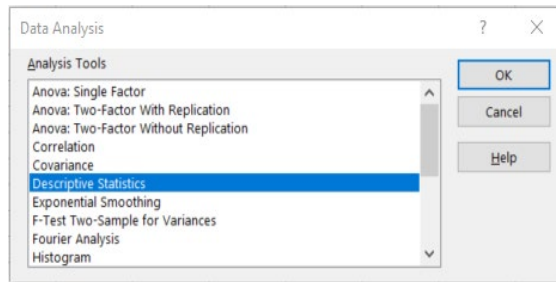 Data Analysis
Analysis Tools
Anova: Single Factor
Anova: Two-Factor With Replication
Anova: Two-Factor Without Replication
Correlation
Covariance
Descriptive Statistics
Exponential Smoothing
F-Test Two-Sample for Variances
Fourier Analysis
Histogram
OK
Cancel
Help